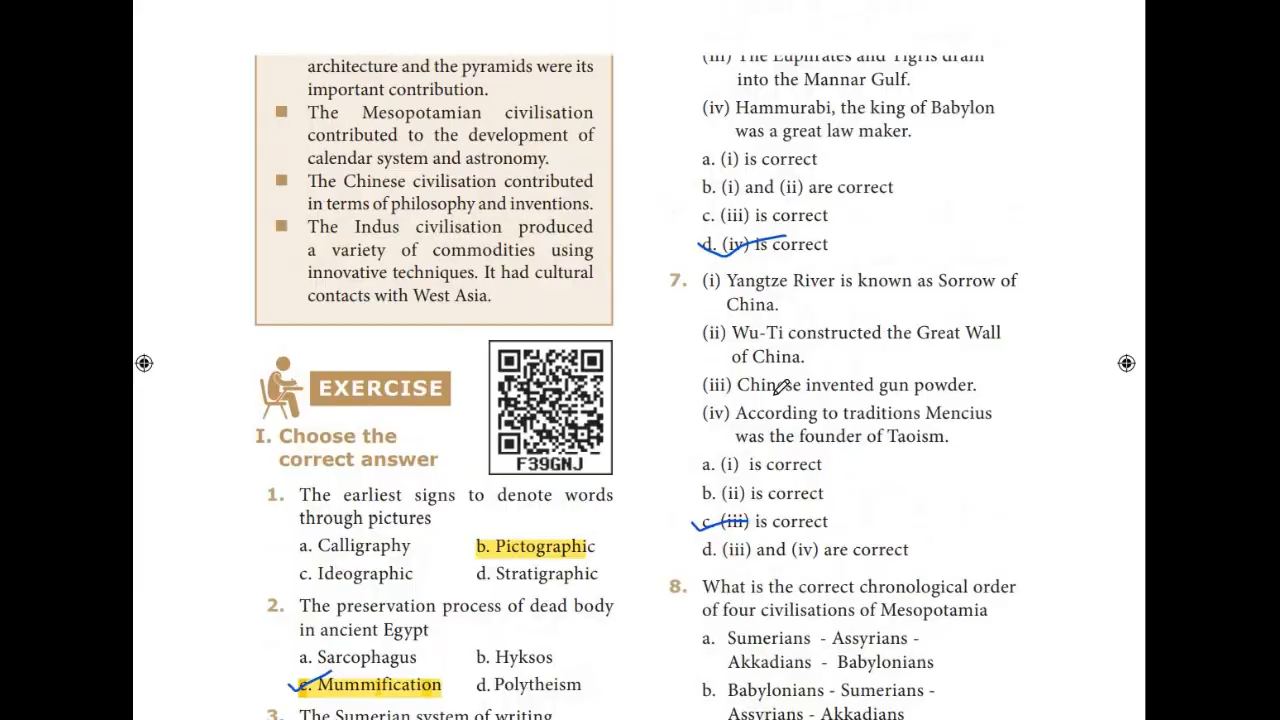 architecture and the pyramids were its
important contribution.
■ The Mesopotamian civilisation
contributed to the development of
calendar system and astronomy.
■ The Chinese civilisation contributed
in terms of philosophy and inventions.
■ The Indus civilisation produced
a variety of commodities using
innovative techniques. It had cultural
contacts with West Asia.
EXERCISE
F39GNJ
I. Choose the
correct answer
1. The earliest signs to denote words
through pictures
a. Calligraphy b. Pictographic
c. Ideographic d. Stratigraphic
2. The preservation process of dead body
in ancient Egypt
a. Sarcophagus b. Hyksos
c. Mummification d. Polytheism
3. The Sumerian system of writing
(iii) The Euphrates and Tigris drain
into the Mannar Gulf.
(iv) Hammurabi, the king of Babylon
was a great law maker.
a. (i) is correct
b. (i) and (ii) are correct
c. (iii) is correct
d. (iv) is correct
7. (i) Yangtze River is known as Sorrow of
China.
(ii) Wu-Ti constructed the Great Wall
of China.
(iii) Chinese invented gun powder.
(iv) According to traditions Mencius
was the founder of Taoism.
a. (i) is correct
b. (ii) is correct
c. (iii) is correct
d. (iii) and (iv) are correct
8. What is the correct chronological order
of four civilisations of Mesopotamia
a. Sumerians - Assyrians -
Akkadians - Babylonians
b. Babylonians - Sumerians -
Assyrians - Akkadians